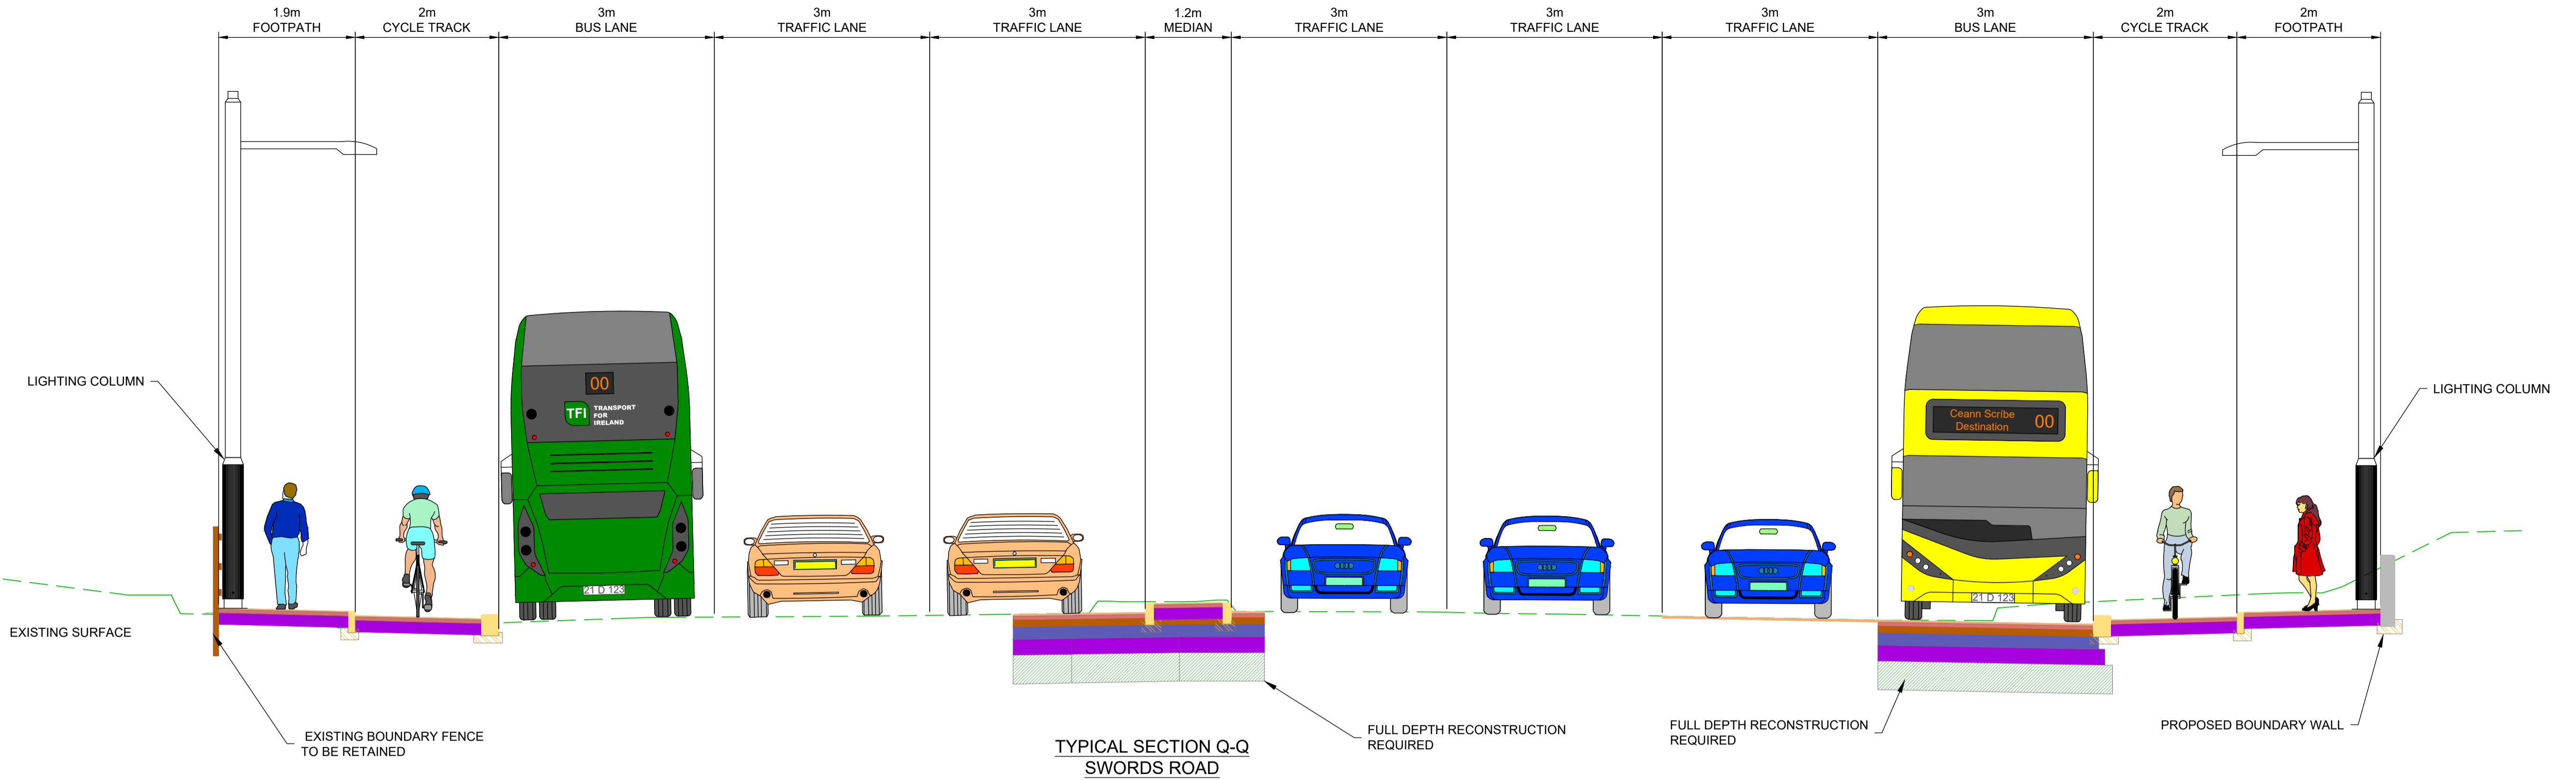 1.9m
FOOTPATH
2m
CYCLE TRACK
3m
BUS LANE
3m
TRAFFIC LANE
3m
TRAFFIC LANE
1.2m
MEDIAN
3m
TRAFFIC LANE
3m
TRAFFIC LANE
3m
TRAFFIC LANE
3m
BUS LANE
2m
CYCLE TRACK
2m
FOOTPATH
LIGHTING COLUMN
00
TFI
TRANSPORT
FOR
IRELAND
21 D 123
Ceann Scríbe
Destination
00
21 D 123
LIGHTING COLUMN
EXISTING SURFACE
EXISTING BOUNDARY FENCE
TO BE RETAINED
FULL DEPTH RECONSTRUCTION
REQUIRED
FULL DEPTH RECONSTRUCTION
REQUIRED
PROPOSED BOUNDARY WALL
TYPICAL SECTION Q-Q
SWORDS ROAD